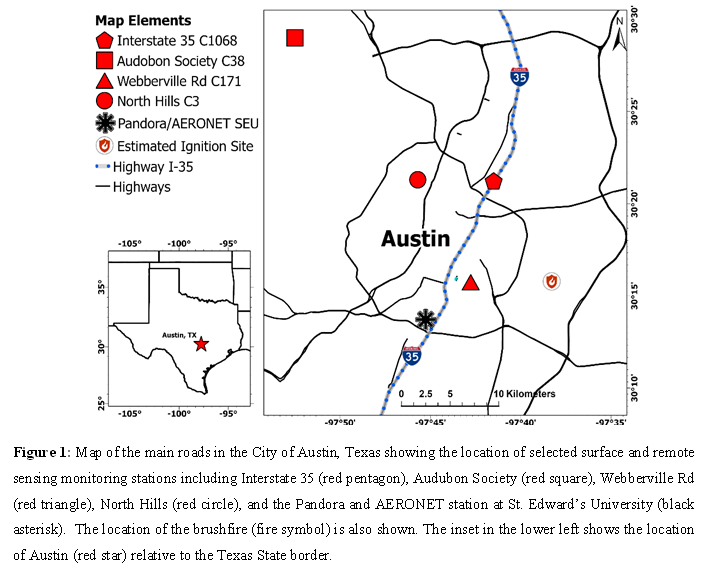 Map Elements
Interstate 35 C1068
Audobon Society C38
Webberville Rd C171
North Hills C3
Pandora/AERONET SEU
Estimated Ignition Site
Highway I-35
Highways
-105° -100° -95°
35°
30°
25°
Austin, TX
-105° -100° -95°
N
30°30'
30°25'
30°20'
30°15'
30°10'
35
Austin
35
0 2.5 5 10 Kilometers
-97°50' -97°45' -97°40' -97°35'
Figure 1: Map of the main roads in the City of Austin, Texas showing the location of selected surface and remote
sensing monitoring stations including Interstate 35 (red pentagon), Audubon Society (red square), Webberville Rd
(red triangle), North Hills (red circle), and the Pandora and AERONET station at St. Edward's University (black
asterisk). The location of the brushfire (fire symbol) is also shown. The inset in the lower left shows the location
of Austin (red star) relative to the Texas State border.